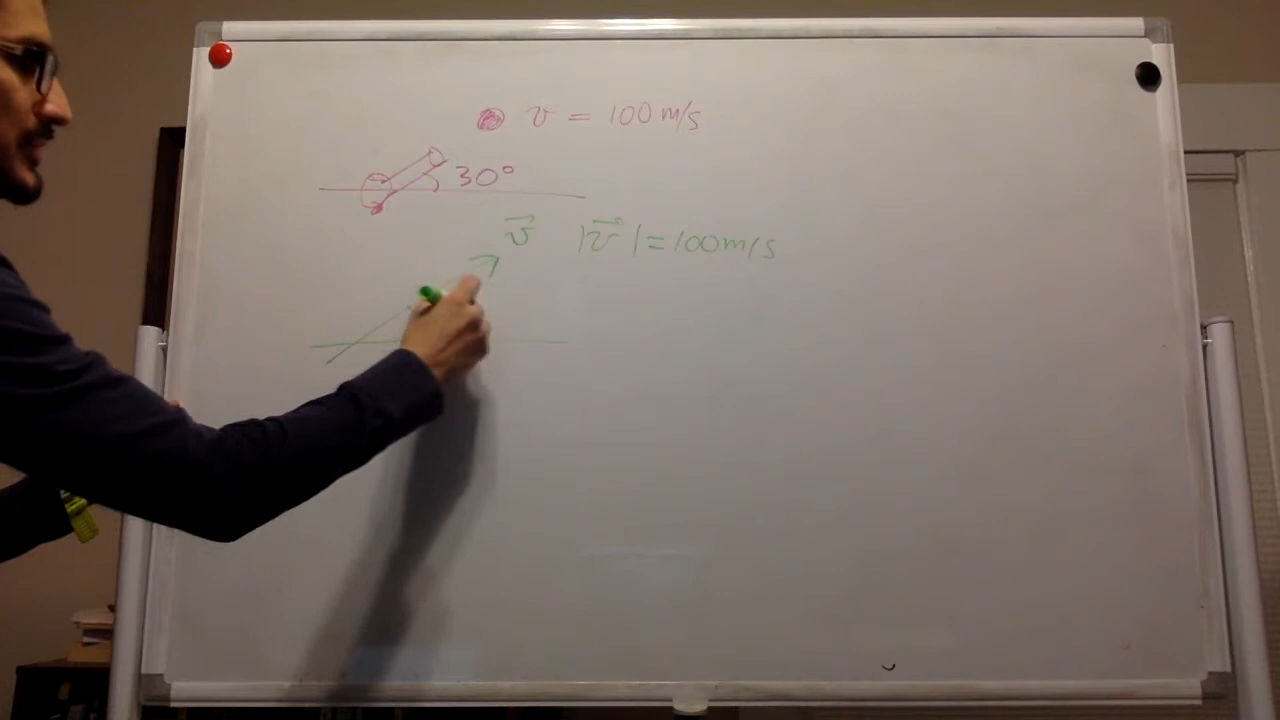 v = 100 m/s
30°
v⃗ |v⃗| = 100 m/s